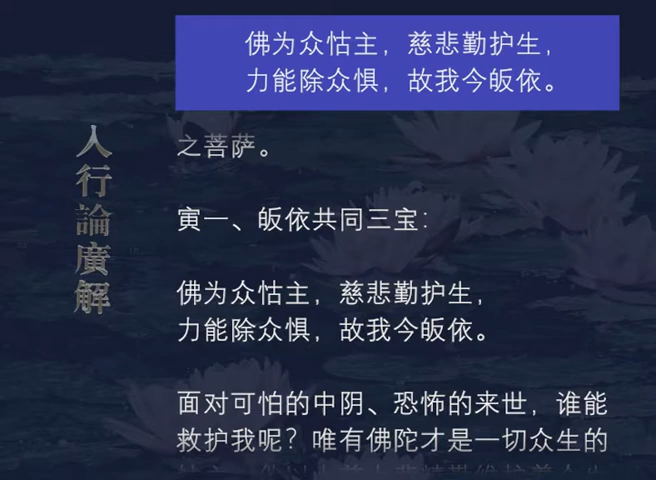 佛为众怙主，慈悲勤护生，
力能除众惧，故我今皈依。
入行論廣解
之菩萨。
寅一、皈依共同三宝：
佛为众怙主，慈悲勤护生，
力能除众惧，故我今皈依。
面对可怕的中阴、恐怖的来世，谁能
救护我呢？唯有佛陀才是一切众生的